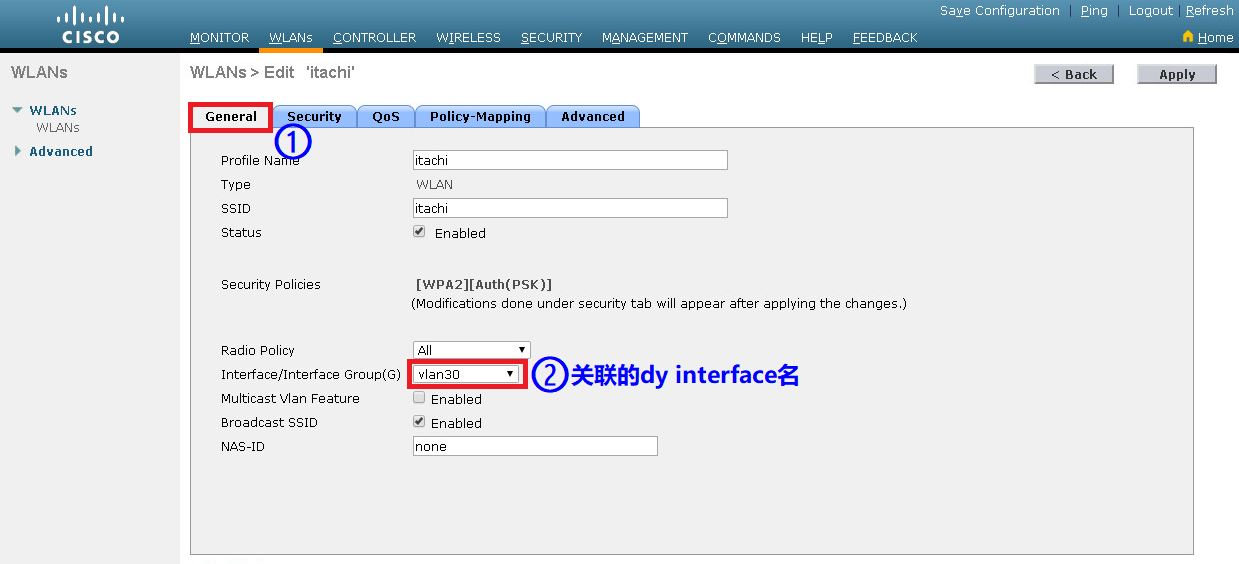 Save Configuration | Ping | Logout | Refresh
CISCO
MONITOR WLANs CONTROLLER WIRELESS SECURITY MANAGEMENT COMMANDS HELP FEEDBACK Home
WLANs
WLANs > Edit 'itachi'
< Back Apply
WLANs
WLANs
Advanced
General Security QoS Policy-Mapping Advanced
①
Profile Name itachi
Type WLAN
SSID itachi
Status Enabled
Security Policies [WPA2][Auth(PSK)]
(Modifications done under security tab will appear after applying the changes.)
Radio Policy All
Interface/Interface Group(G) vlan30 ②关联的dy interface名
Multicast Vlan Feature Enabled
Broadcast SSID Enabled
NAS-ID none